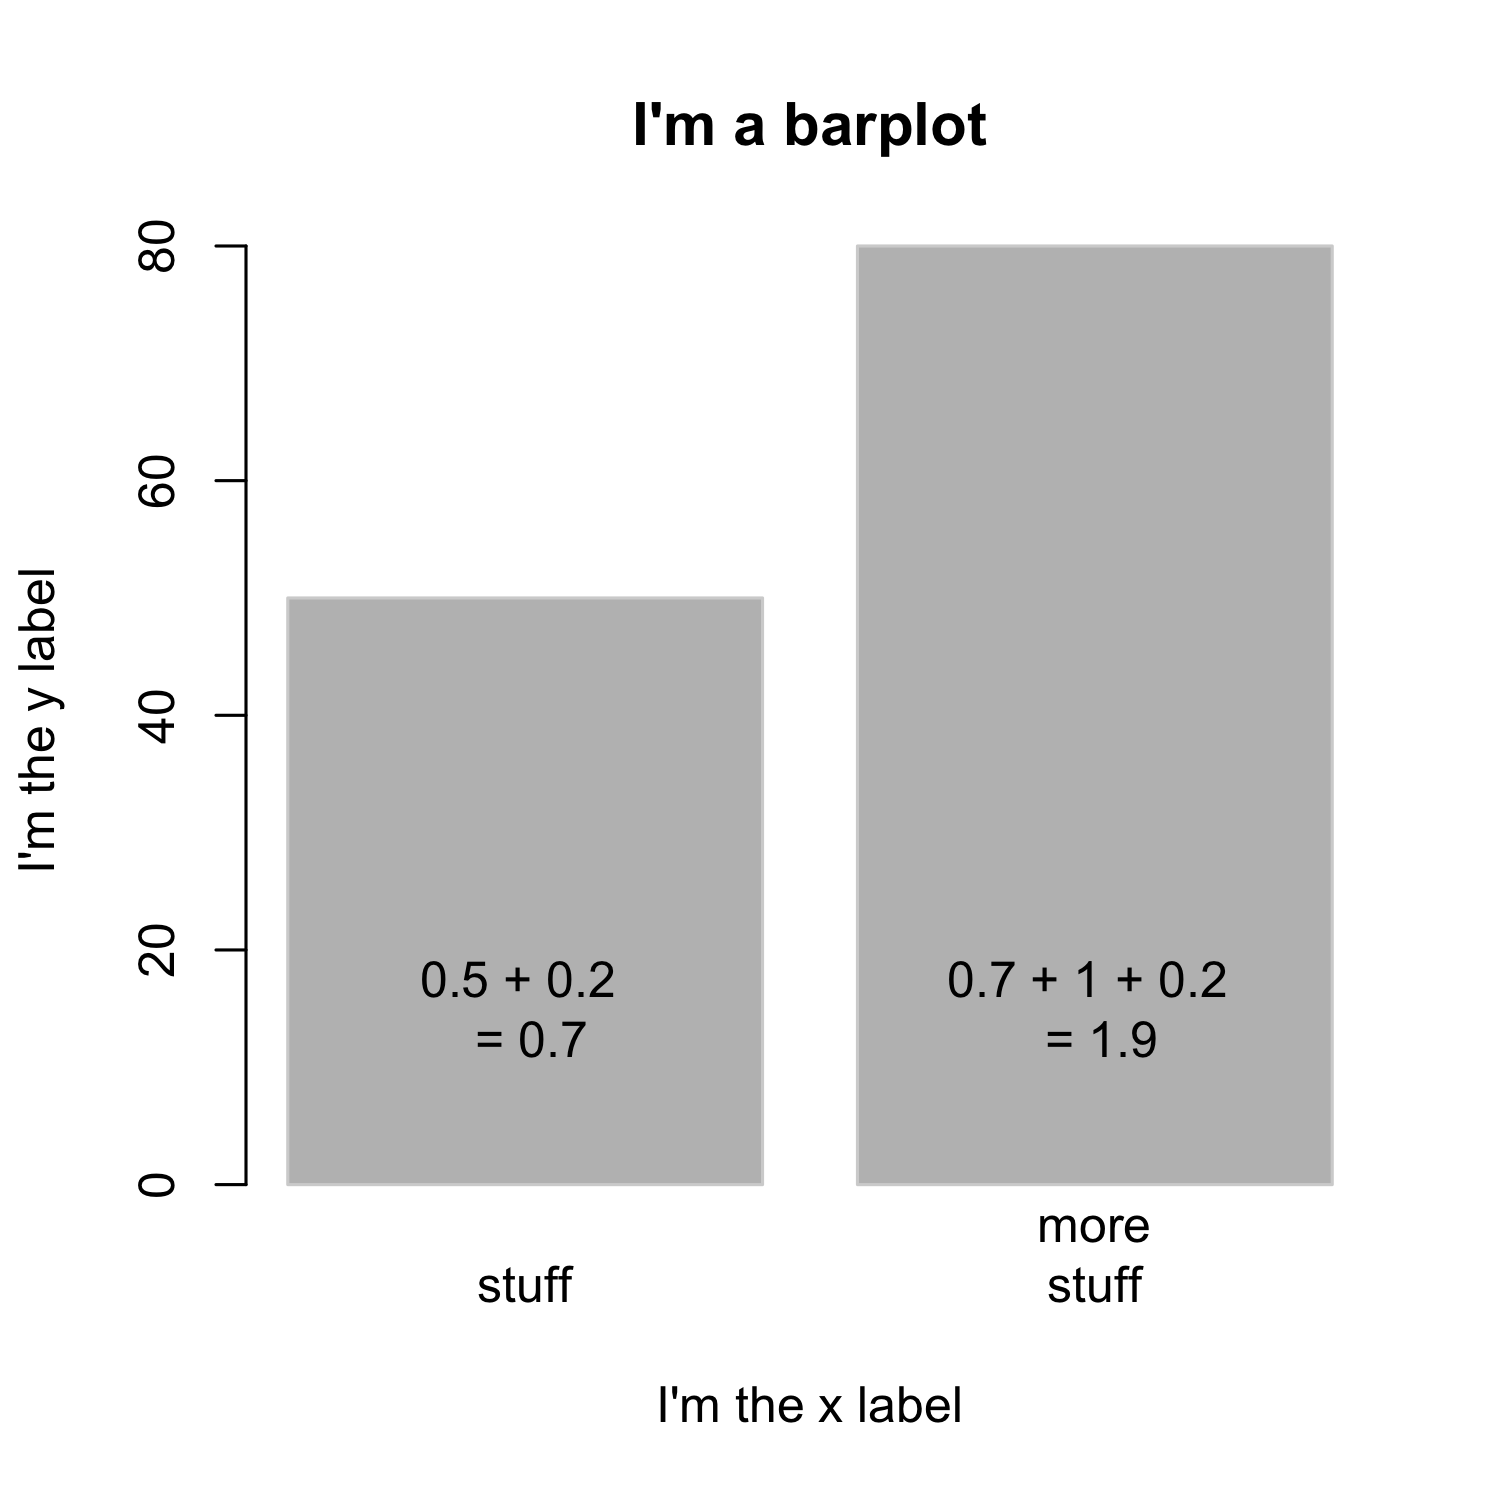 I'm a barplot
80
60
40
20
0
I'm the y label
0.5 + 0.2
= 0.7
0.7 + 1 + 0.2
= 1.9
stuff
more
stuff
I'm the x label